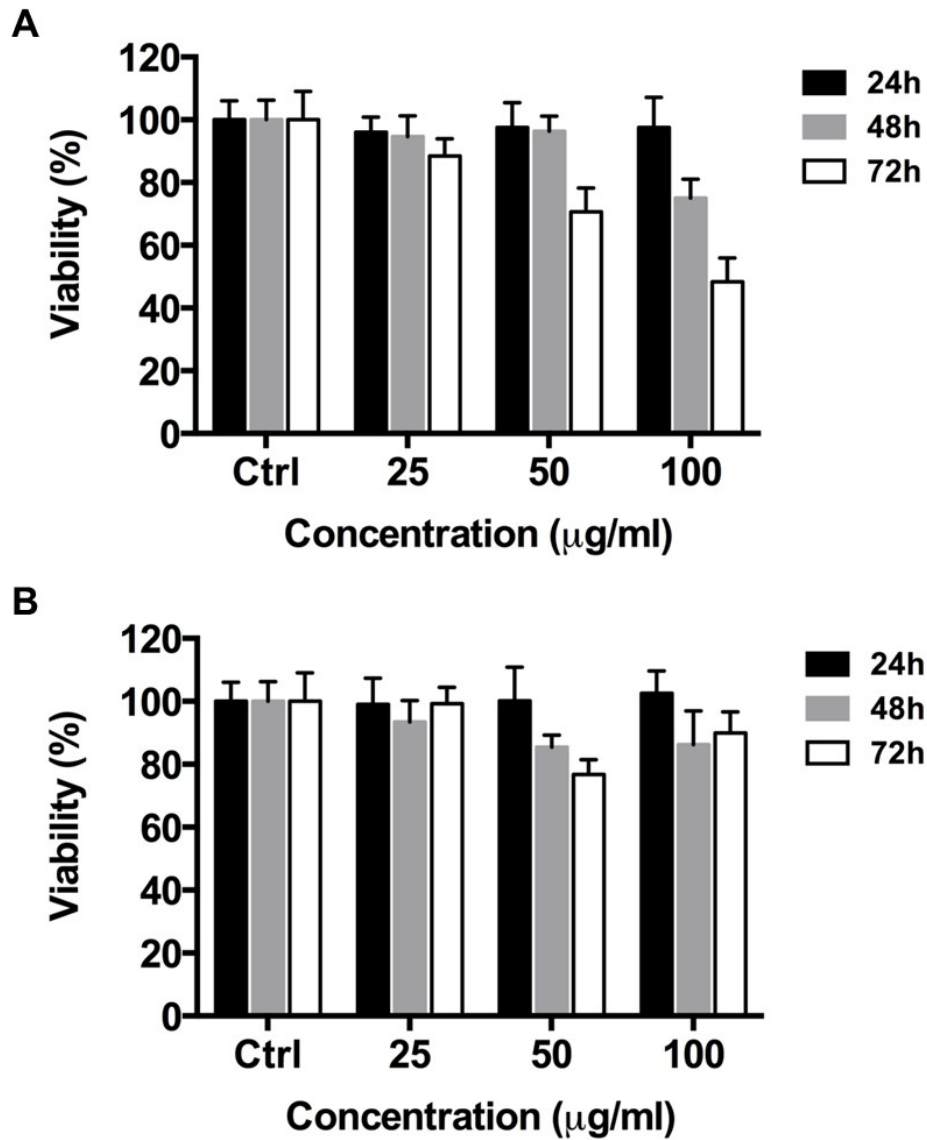 A
Viability (%)
120
100
80
60
40
20
0
Ctrl 25 50 100
Concentration (μg/ml)
24h
48h
72h
B
Viability (%)
120
100
80
60
40
20
0
Ctrl 25 50 100
Concentration (μg/ml)
24h
48h
72h